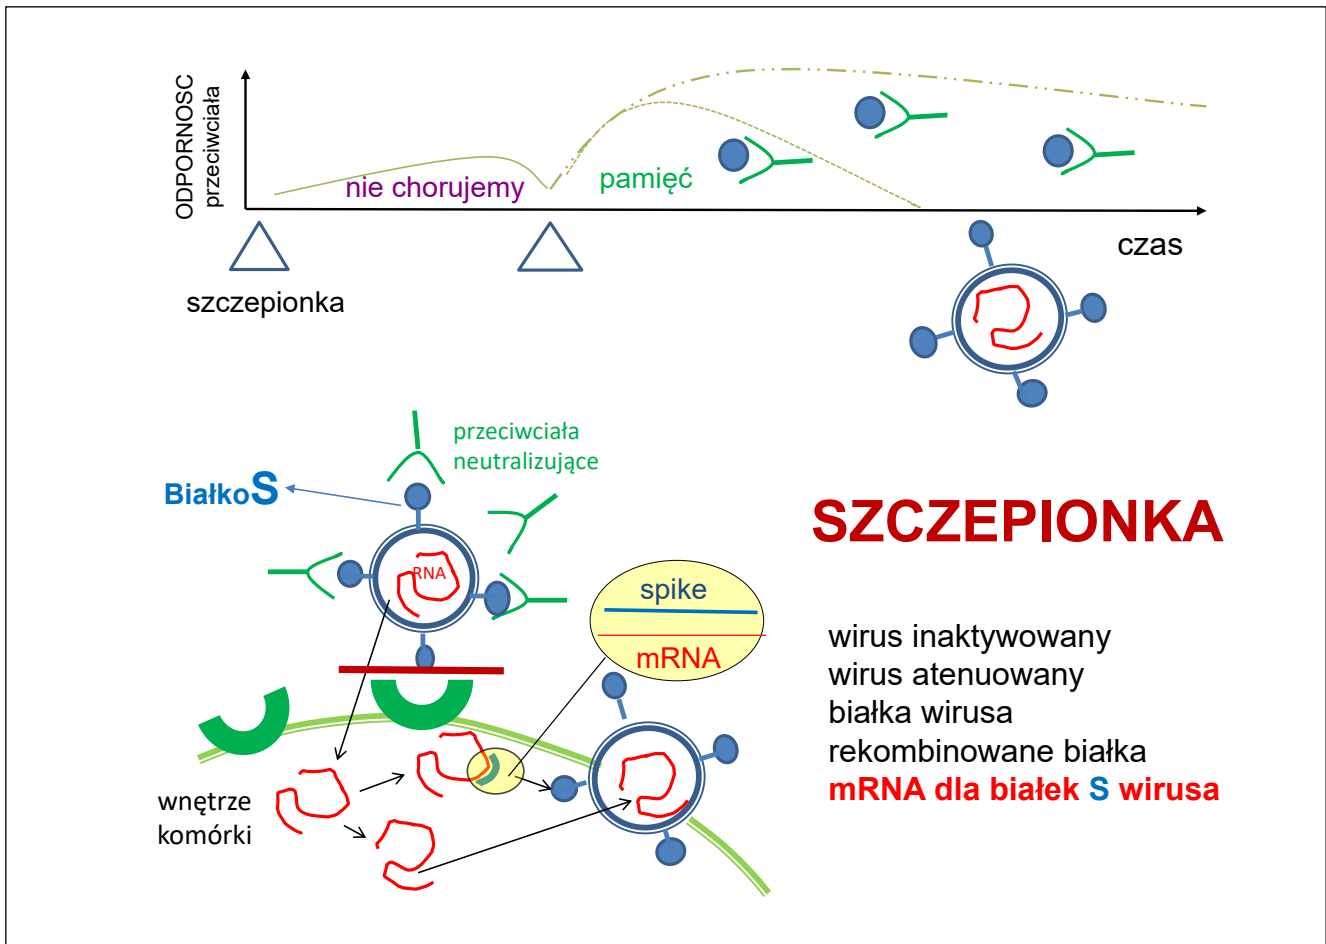 ODPORNOSC
przeciwciała
nie chorujemy
pamięć
czas
szczepionka
przeciwciała
neutralizujące
BiałkoS
RNA
spike
mRNA
wnętrze
komórki
SZCZEPIONKA
wirus inaktywowany
wirus atenuowany
białka wirusa
rekombinowane białka
mRNA dla białek S wirusa